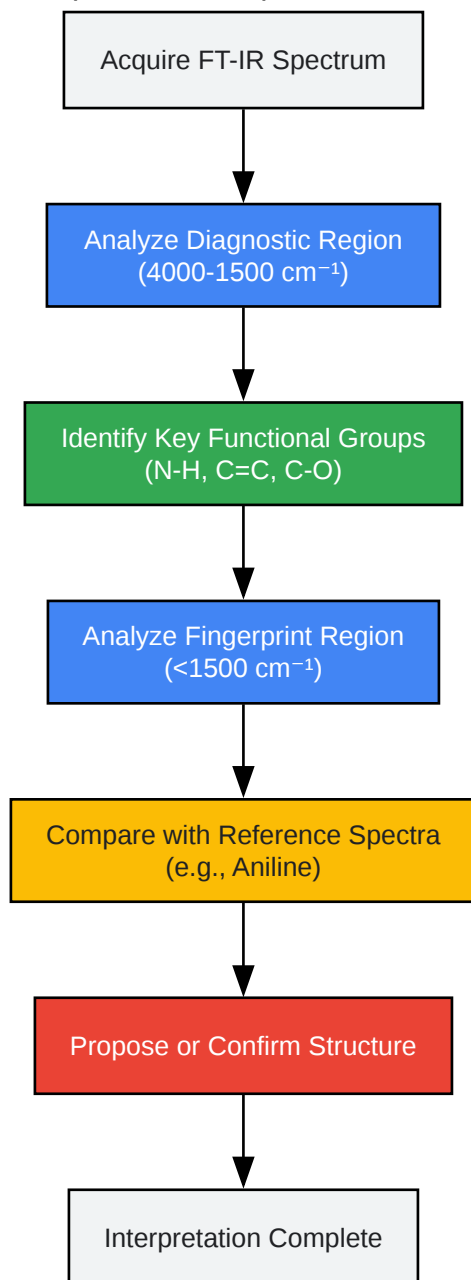 Acquire FT-IR Spectrum
Analyze Diagnostic Region
(4000-1500 cm⁻¹)
Identify Key Functional Groups
(N-H, C=C, C-O)
Analyze Fingerprint Region
(<1500 cm⁻¹)
Compare with Reference Spectra
(e.g., Aniline)
Propose or Confirm Structure
Interpretation Complete